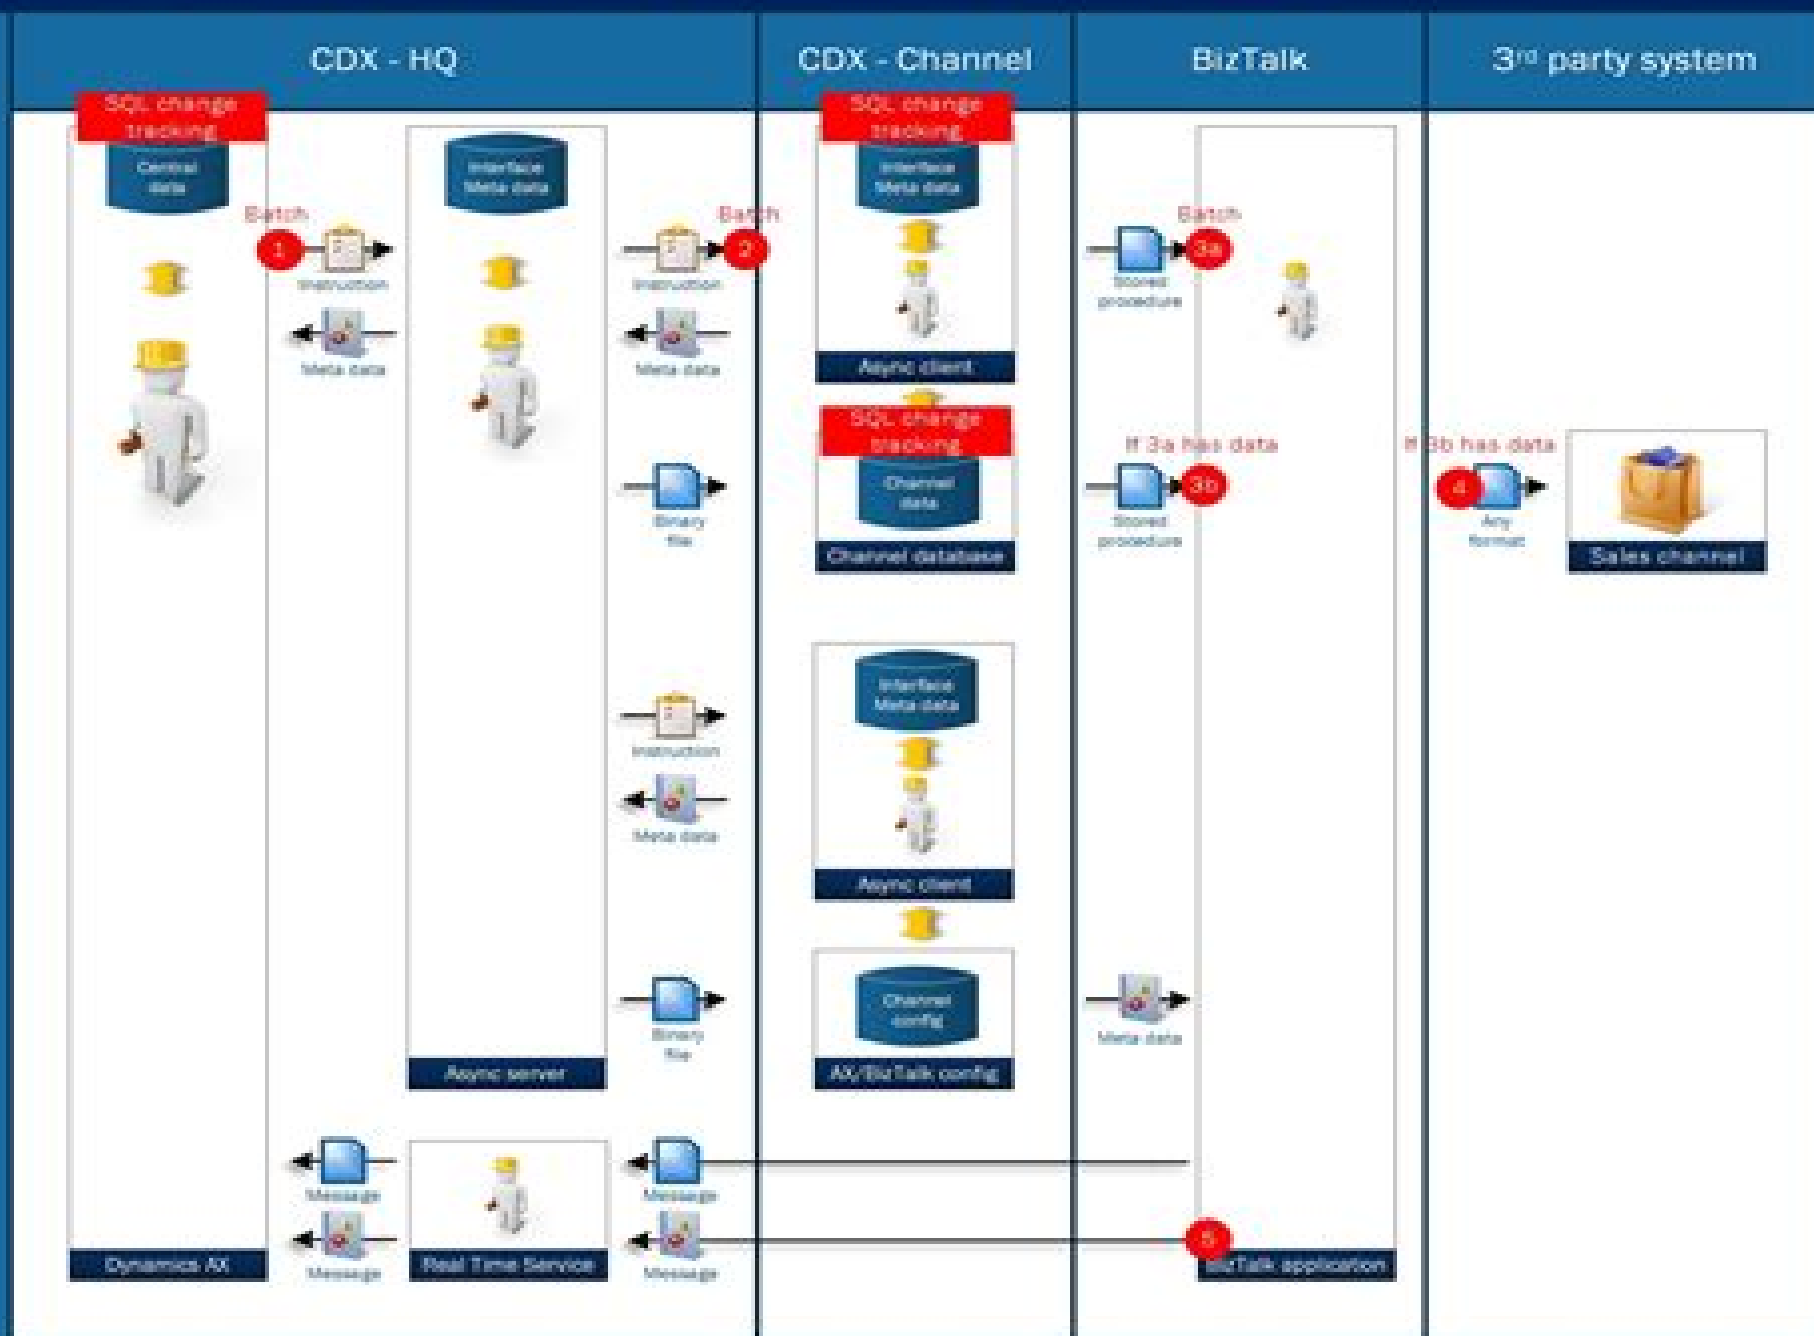 CDX - HQ
CDX - Channel
BizTalk
3rd party system
SQL change
tracking
SQL change
tracking
Central
data
Interface
Meta data
Interface
Meta data
Batch
Batch
Batch
1
2
3a
Instruction
Instruction
Stored
procedure
Meta data
Meta data
Async client
SQL change
tracking
If 3a has data
If 3b has data
Channel
data
3b
4
Binary
file
Stored
procedure
Any
format
Channel database
Sales channel
Interface
Meta data
Instruction
Meta data
Async client
Channel
config
Binary
file
Meta data
Async server
AX/BizTalk config
Message
Message
5
Dynamics AX
Real Time Service
BizTalk application
Message
Message